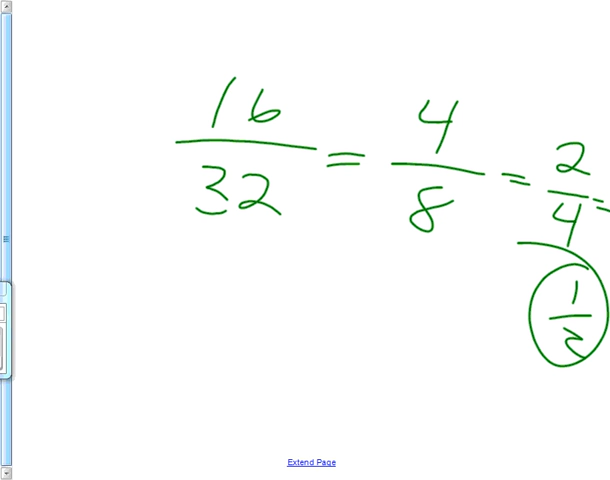 16/32 = 4/8 = 2/4 =
1/2
Extend Page